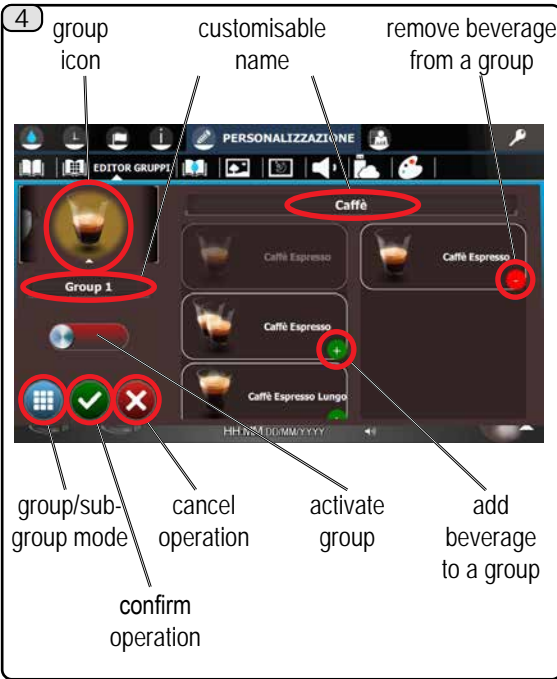 4
group
icon
customisable
name
remove beverage
from a group
PERSONALIZZAZIONE
EDITOR GRUPPI
Caffè
Group 1
Caffè Espresso
Caffè Espresso
Caffè Espresso
Caffè Espresso Lungo
HH:MM DD/MM/YYYY
group/sub-
group mode
cancel
operation
activate
group
add
beverage
to a group
confirm
operation